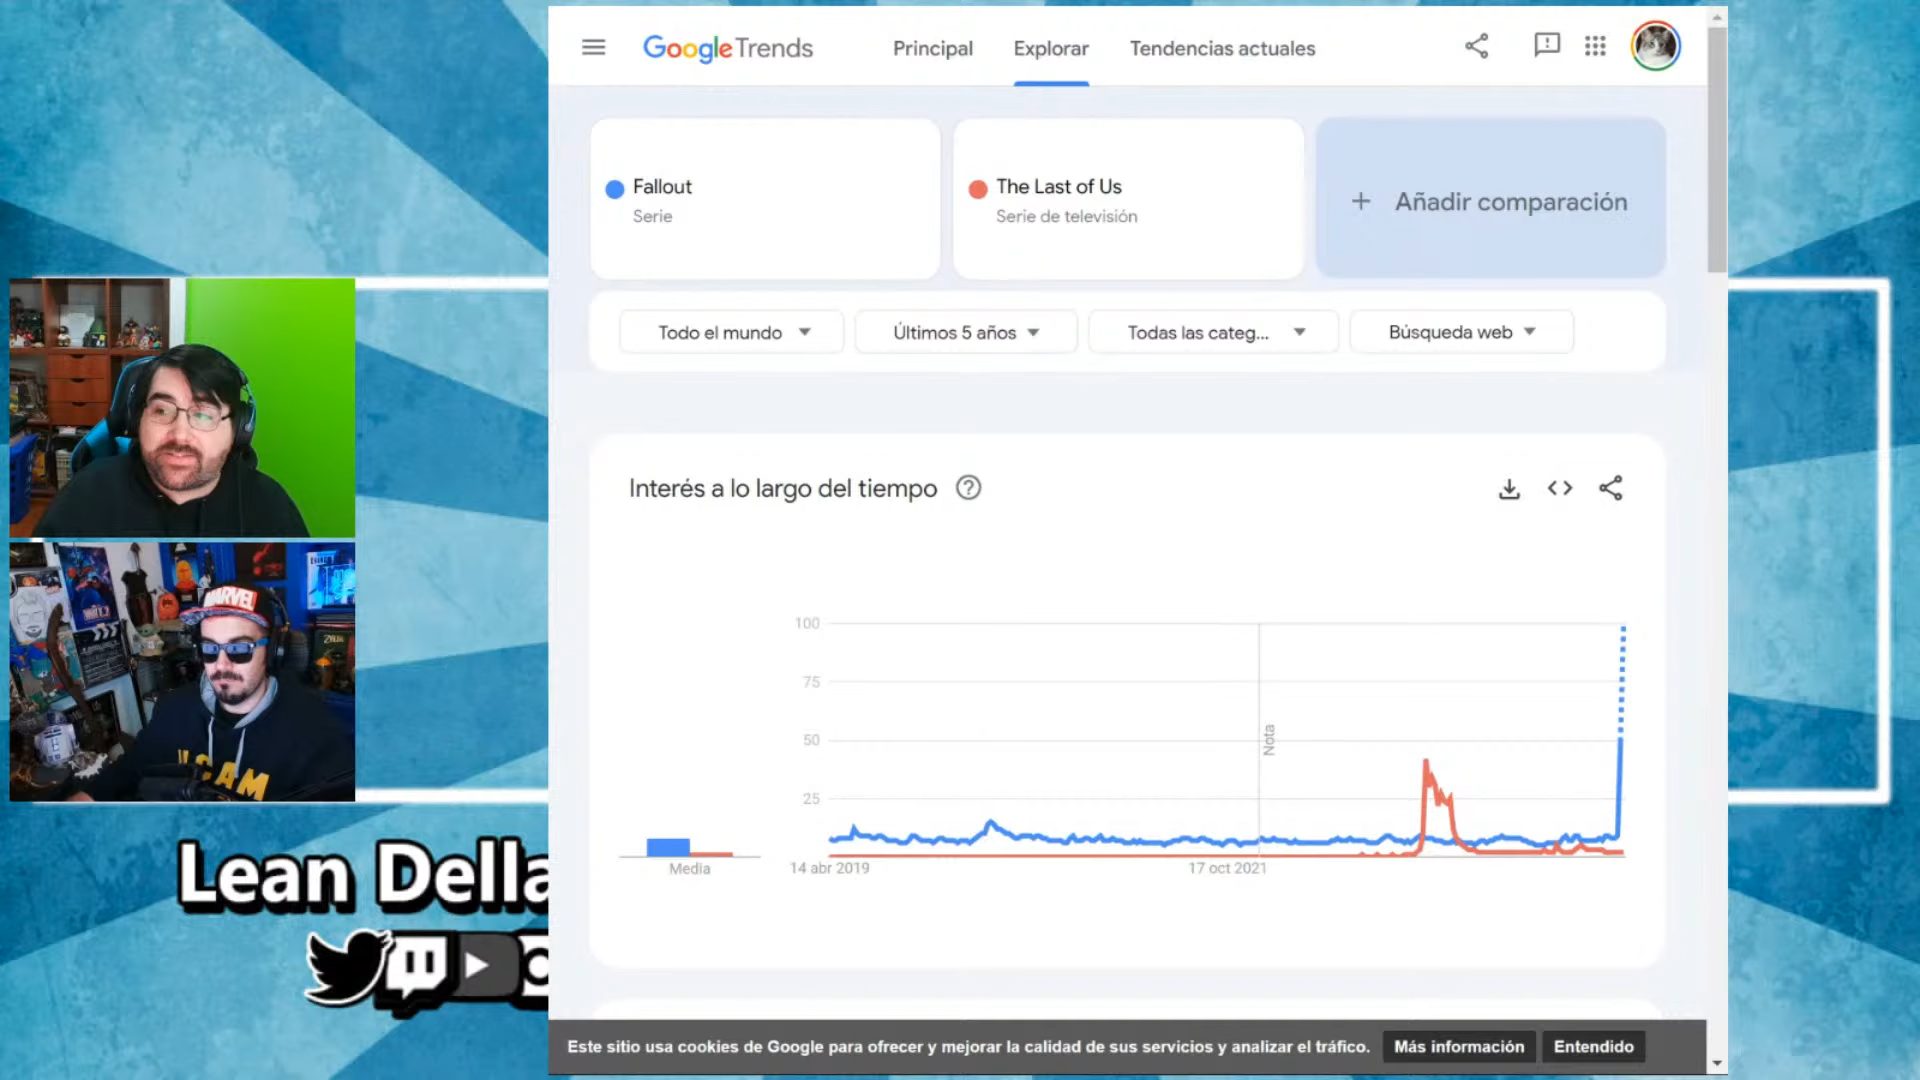 Google Trends
Principal
Explorar
Tendencias actuales
Fallout
Serie
The Last of Us
Serie de televisión
+ Añadir comparación
Todo el mundo
Últimos 5 años
Todas las categ...
Búsqueda web
Interés a lo largo del tiempo
100
75
50
25
Nota
Media
14 abr 2019
17 oct 2021
MARVEL
ZELDA
Lean Della
Este sitio usa cookies de Google para ofrecer y mejorar la calidad de sus servicios y analizar el tráfico.
Más información
Entendido